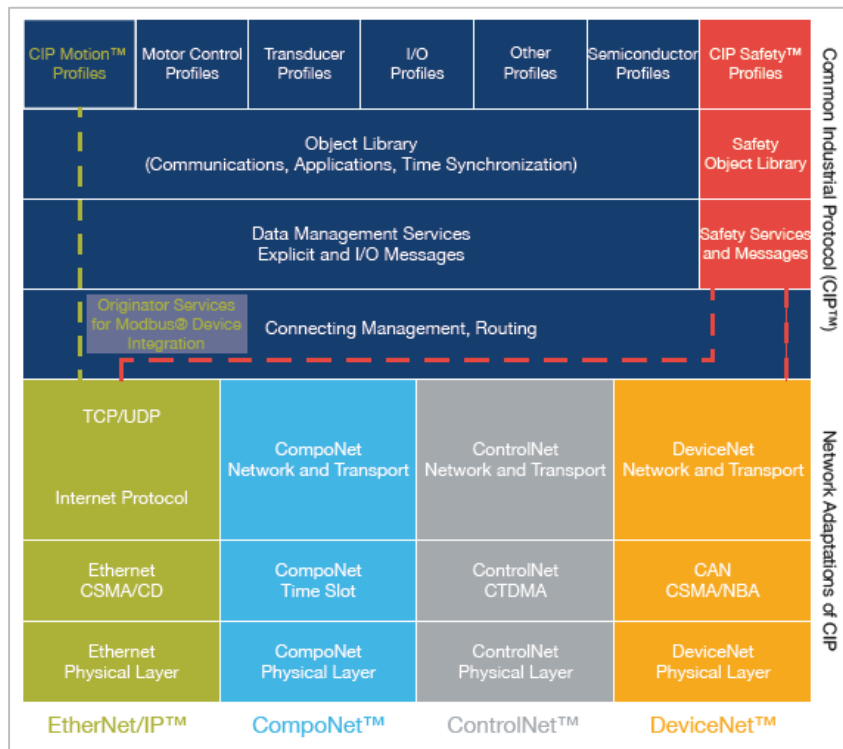 CIP Motion™
Profiles
Motor Control
Profiles
Transducer
Profiles
I/O
Profiles
Other
Profiles
Semiconductor
Profiles
CIP Safety™
Profiles
Object Library
(Communications, Applications, Time Synchronization)
Safety
Object Library
Data Management Services
Explicit and I/O Messages
Safety Services
and Messages
Originator Services
for Modbus® Device
Integration
Connecting Management, Routing
Common Industrial Protocol (CIP™)
TCP/UDP
Internet Protocol
CompoNet
Network and Transport
ControlNet
Network and Transport
DeviceNet
Network and Transport
Ethernet
CSMA/CD
CompoNet
Time Slot
ControlNet
CTDMA
CAN
CSMA/NBA
Ethernet
Physical Layer
CompoNet
Physical Layer
ControlNet
Physical Layer
DeviceNet
Physical Layer
Network Adaptations of CIP
EtherNet/IP™
CompoNet™
ControlNet™
DeviceNet™